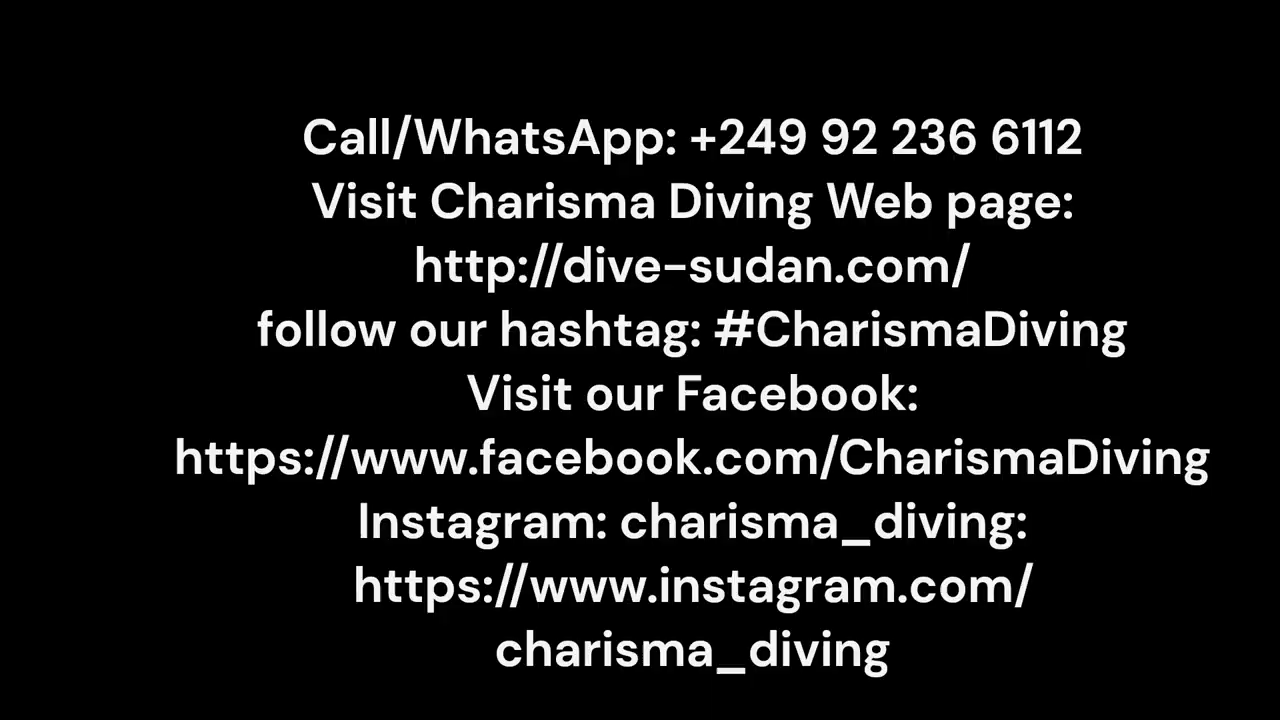 Call/WhatsApp: +249 92 236 6112
Visit Charisma Diving Web page:
http://dive-sudan.com/
follow our hashtag: #CharismaDiving
Visit our Facebook:
https://www.facebook.com/CharismaDiving
Instagram: charisma_diving:
https://www.instagram.com/
charisma_diving